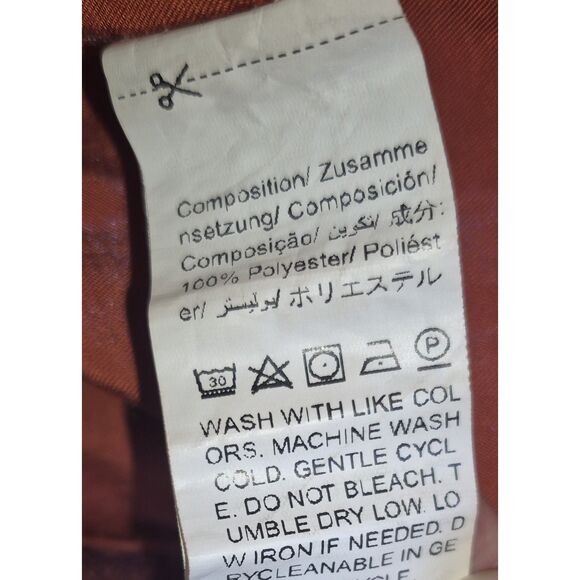 Composition/ Zusamme
nsetzung/ Composición/
Composição/ تكوين/ 成分:
100% Polyester/ Poliést
er/ بوليستر/ ポリエステル
30
P
WASH WITH LIKE COL
ORS. MACHINE WASH
COLD. GENTLE CYCL
E. DO NOT BLEACH. T
UMBLE DRY LOW. LO
W IRON IF NEEDED. D
RYCLEANABLE IN GE
YCLE.